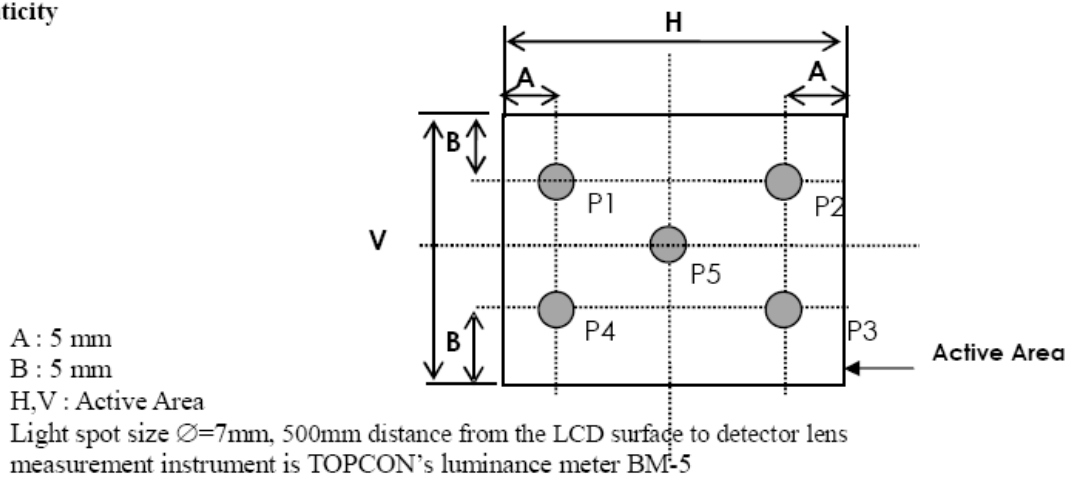 H
A
A
B
P1
P2
V
P5
P4
P3
B
Active Area
A : 5 mm
B : 5 mm
H,V : Active Area
Light spot size ∅=7mm, 500mm distance from the LCD surface to detector lens
measurement instrument is TOPCON's luminance meter BM-5